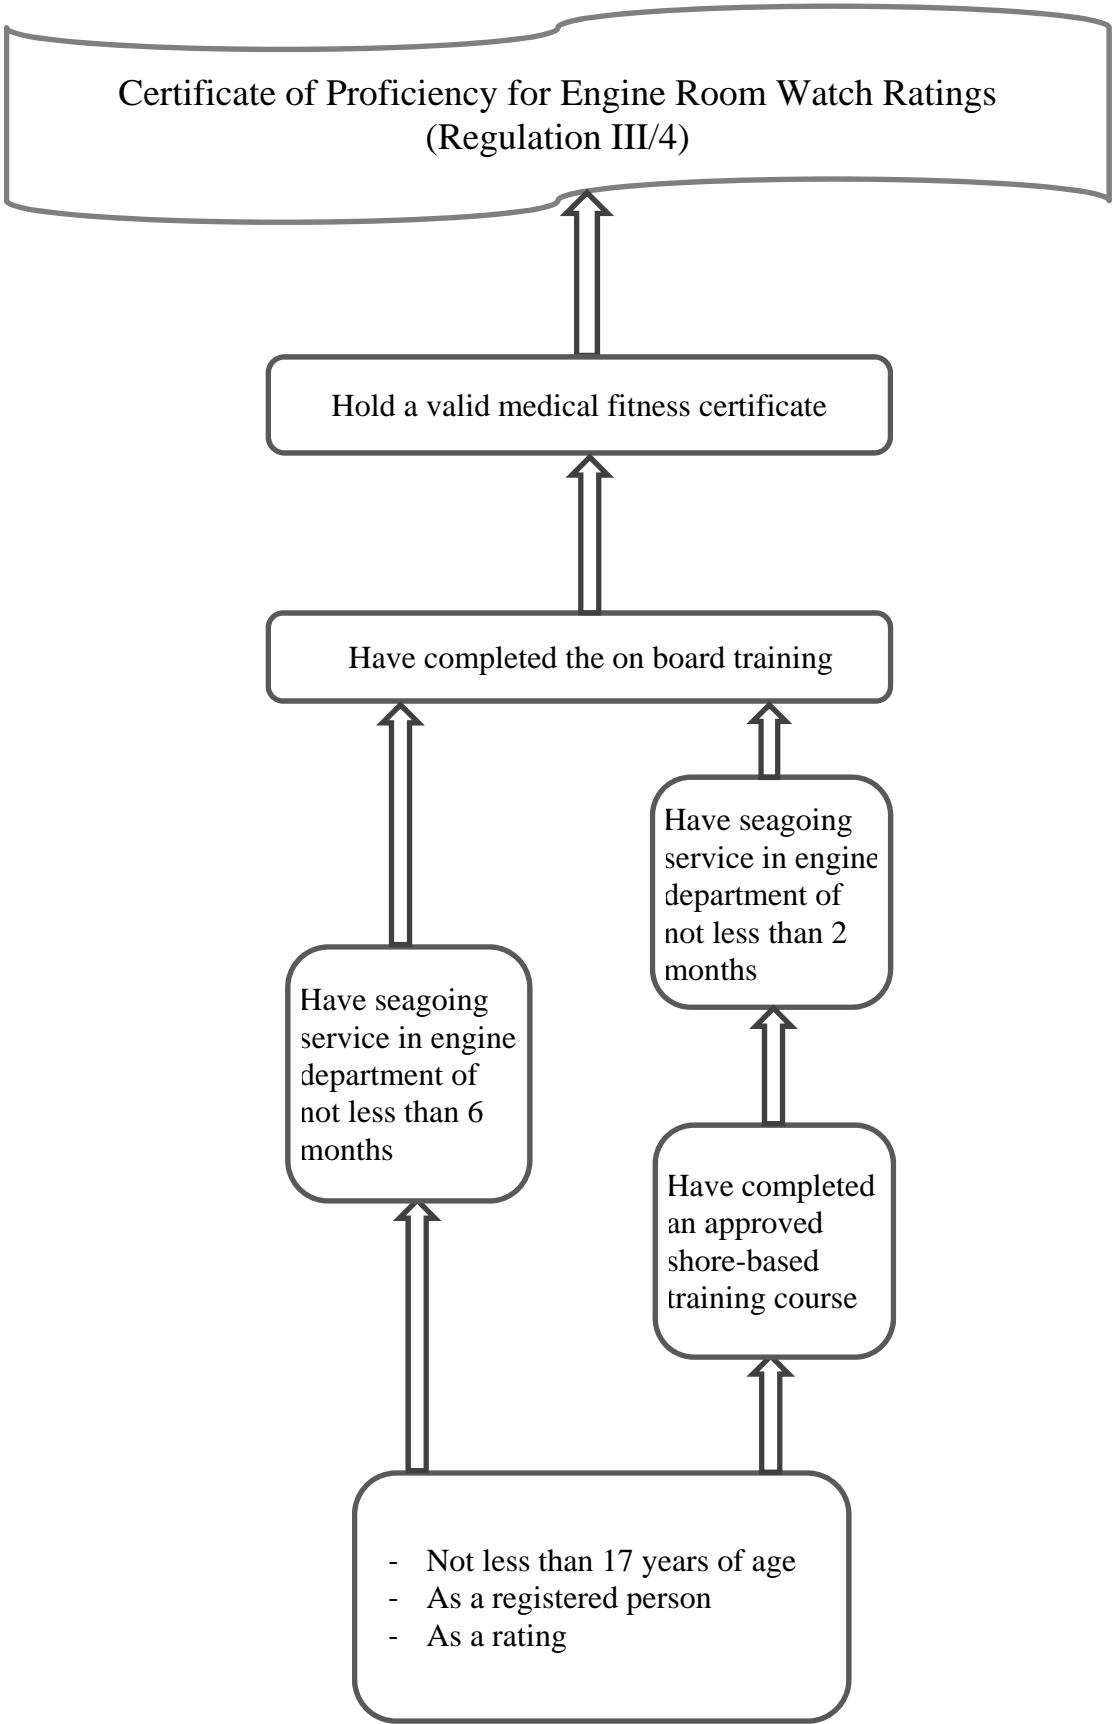 Certificate of Proficiency for Engine Room Watch Ratings
(Regulation III/4)
Hold a valid medical fitness certificate
Have completed the on board training
Have seagoing
service in engine
department of
not less than 2
months
Have seagoing
service in engine
department of
not less than 6
months
Have completed
an approved
shore-based
training course
- Not less than 17 years of age
- As a registered person
- As a rating